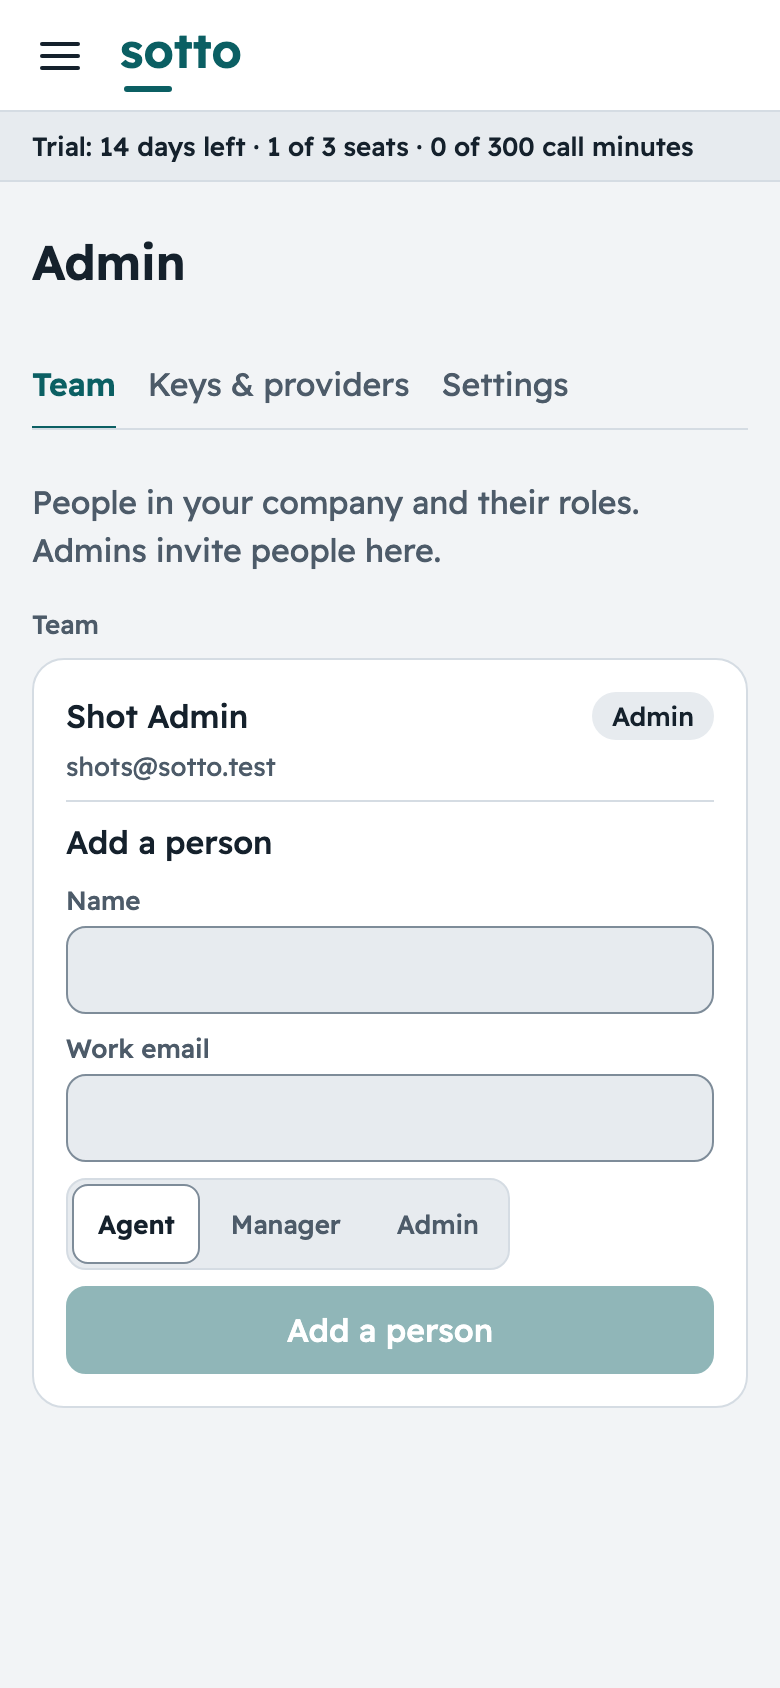 sotto
Trial: 14 days left · 1 of 3 seats · 0 of 300 call minutes
Admin
Team Keys & providers Settings
People in your company and their roles.
Admins invite people here.
Team
Shot Admin Admin
shots@sotto.test
Add a person
Name
Work email
Agent Manager Admin
Add a person